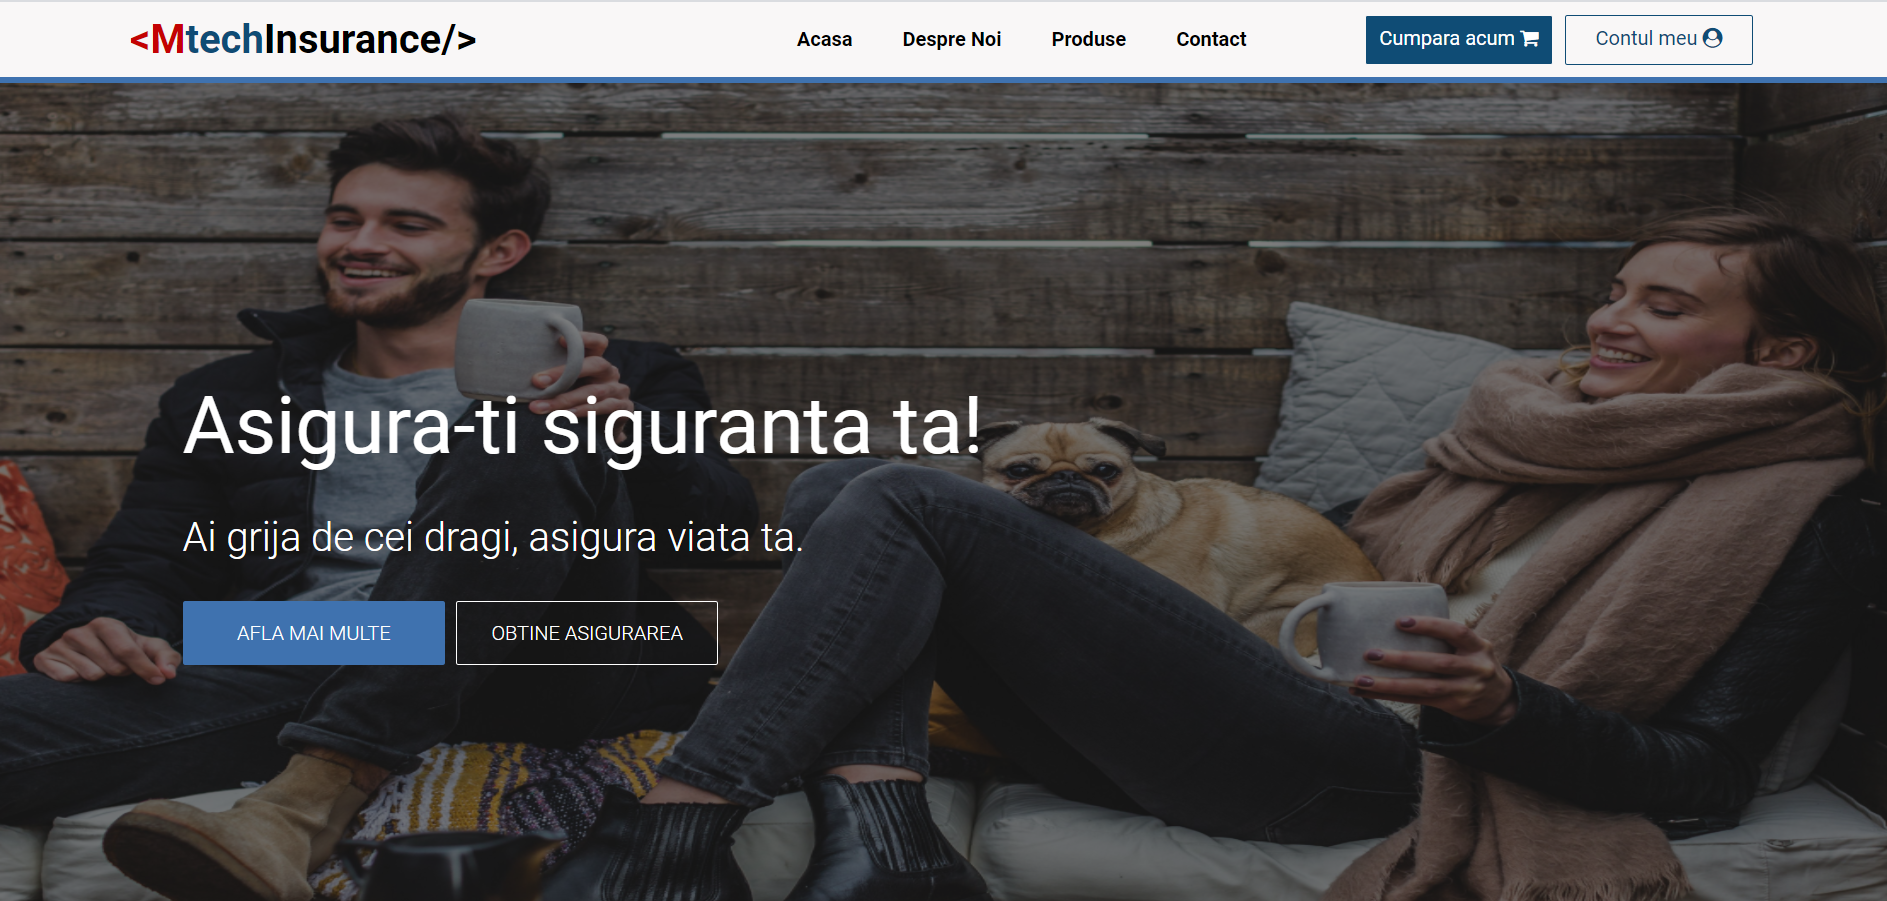 <MtechInsurance/>
Acasa Despre Noi Produse Contact Cumpara acum Contul meu
Asigura-ti siguranta ta!
Ai grija de cei dragi, asigura viata ta.
AFLA MAI MULTE OBTINE ASIGURAREA